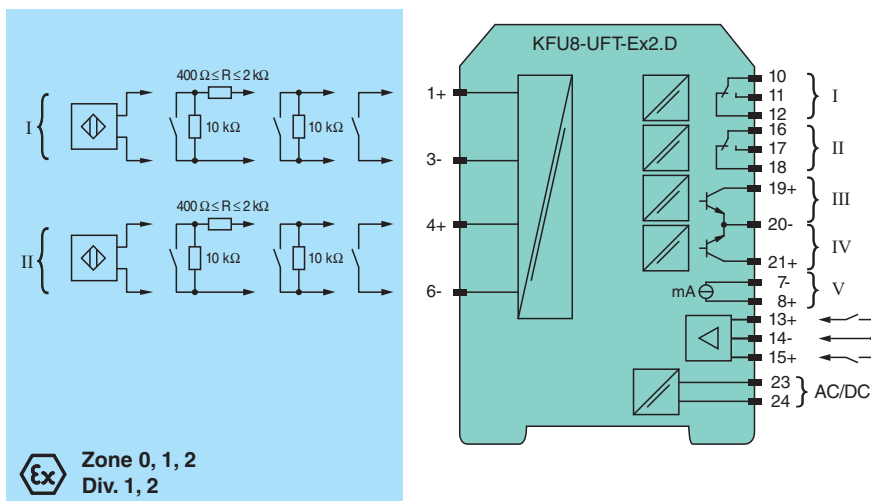 I
400 Ω ≤ R ≤ 2 kΩ
10 kΩ
10 kΩ
II
400 Ω ≤ R ≤ 2 kΩ
10 kΩ
10 kΩ
Ex
Zone 0, 1, 2
Div. 1, 2
KFU8-UFT-Ex2.D
1+
3-
4+
6-
mA
10
11
12
I
16
17
18
II
19+
III
20-
IV
21+
7-
V
8+
13+
14-
15+
23
24
AC/DC